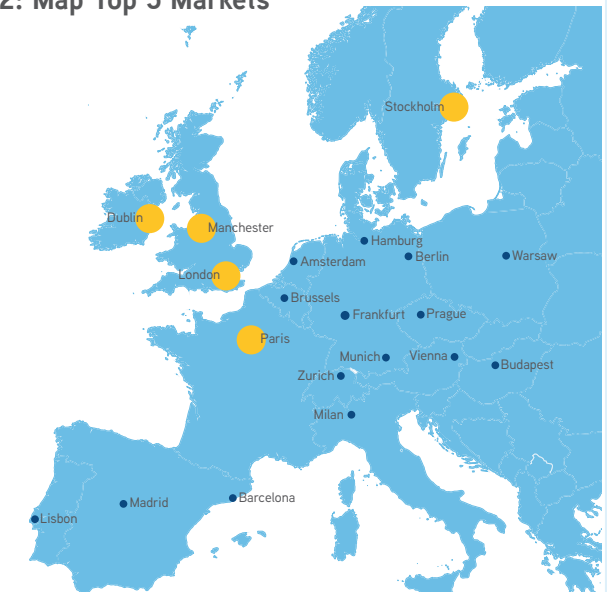 2: Map Top 5 Markets
Stockholm
Dublin
Manchester
Hamburg
Berlin
Warsaw
Amsterdam
London
Brussels
Frankfurt
Prague
Paris
Munich
Vienna
Budapest
Zurich
Milan
Barcelona
Madrid
Lisbon